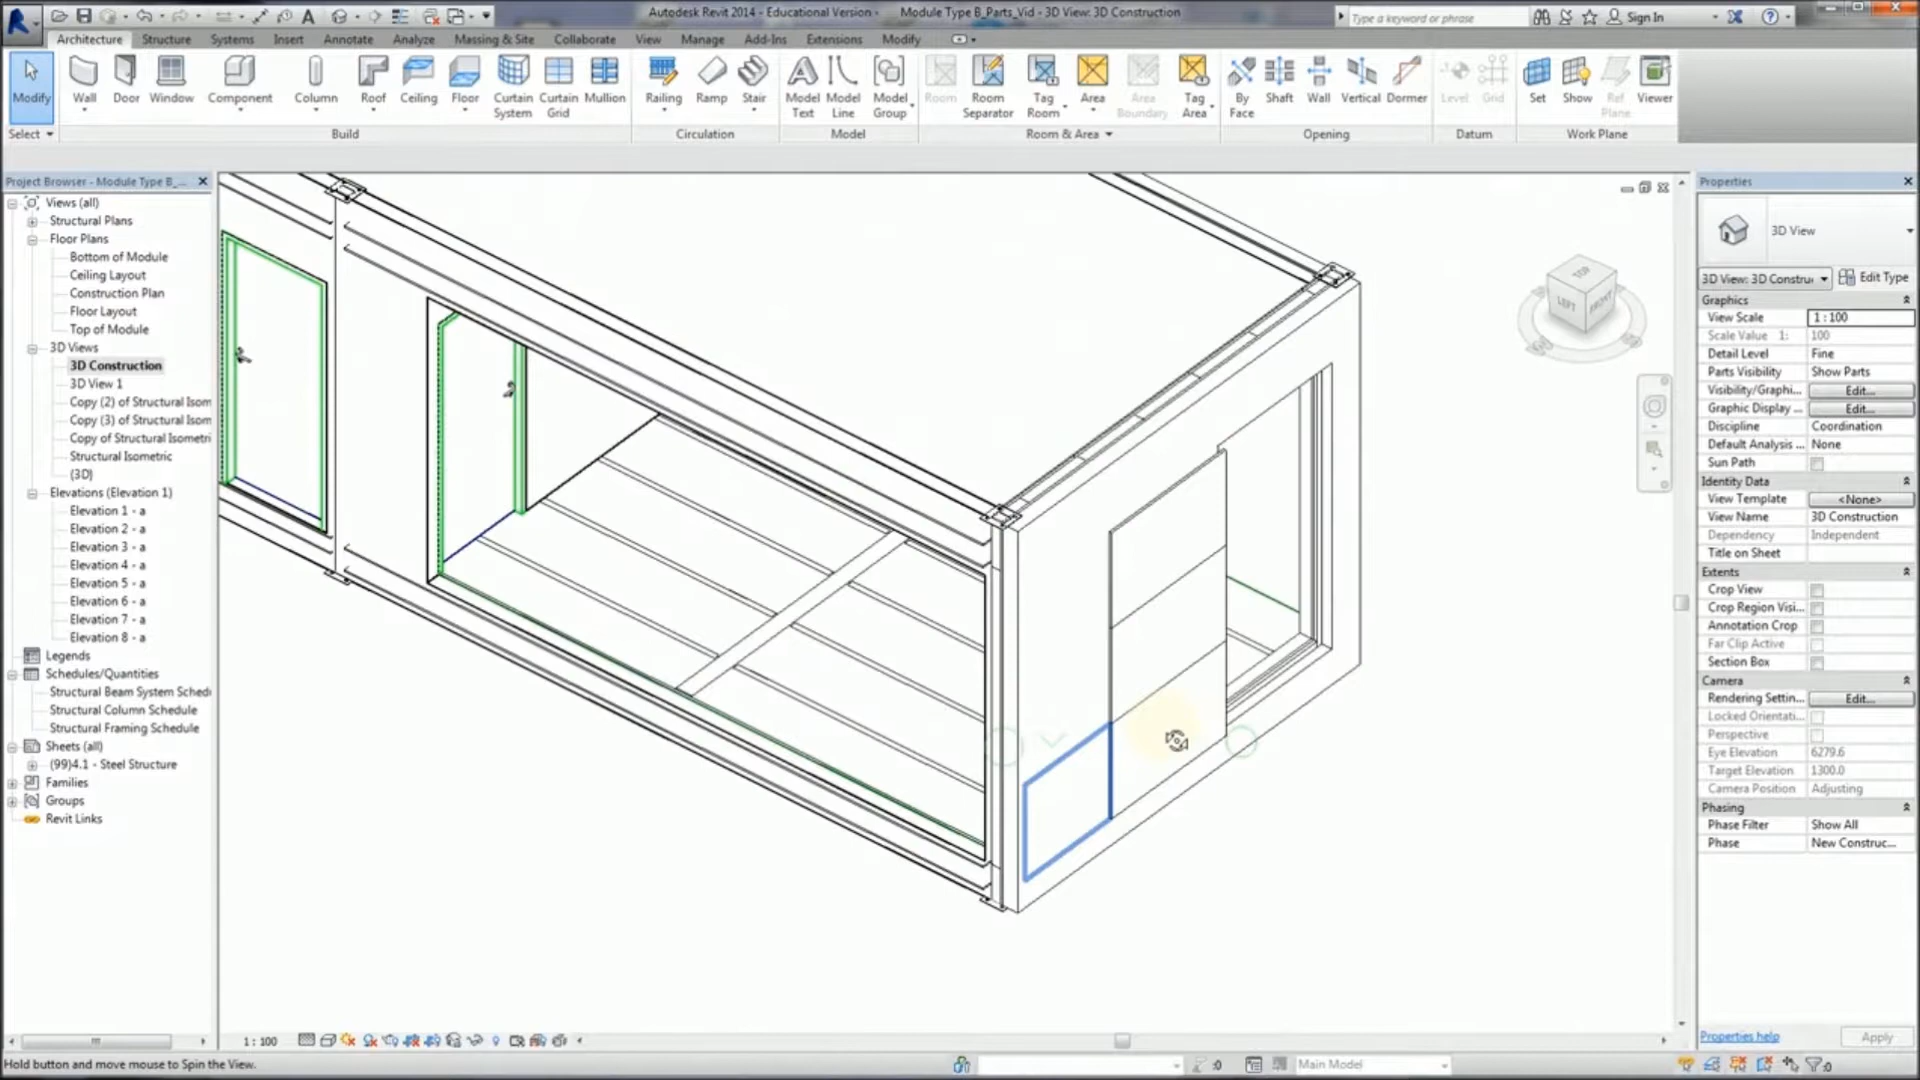 Autodesk Revit 2014 - Educational Version - Module Type B_Parts_Vid - 3D View: 3D Construction
Type a keyword or phrase
Sign In
Architecture Structure Systems Insert Annotate Analyze Massing & Site Collaborate View Manage Add-Ins Extensions Modify
Modify Wall Door Window Component Column Roof Ceiling Floor Curtain System Curtain Grid Mullion Railing Ramp Stair Model Text Model Line Model Group Room Room Separator Tag Room Area Area Boundary Tag Area By Face Shaft Wall Vertical Dormer Level Grid Set Show Ref Plane Viewer
Select Build Circulation Model Room & Area Opening Datum Work Plane
Project Browser - Module Type B_...
Views (all)
Structural Plans
Floor Plans
Bottom of Module
Ceiling Layout
Construction Plan
Floor Layout
Top of Module
3D Views
3D Construction
3D View 1
Copy (2) of Structural Isom
Copy (3) of Structural Isom
Copy of Structural Isometri
Structural Isometric
(3D)
Elevations (Elevation 1)
Elevation 1 - a
Elevation 2 - a
Elevation 3 - a
Elevation 4 - a
Elevation 5 - a
Elevation 6 - a
Elevation 7 - a
Elevation 8 - a
Legends
Schedules/Quantities
Structural Beam System Schedu
Structural Column Schedule
Structural Framing Schedule
Sheets (all)
(99)4.1 - Steel Structure
Families
Groups
Revit Links
TOP
LEFT FRONT
Properties
3D View
3D View: 3D Constru Edit Type
Graphics
View Scale 1 : 100
Scale Value 1: 100
Detail Level Fine
Parts Visibility Show Parts
Visibility/Graphi... Edit...
Graphic Display ... Edit...
Discipline Coordination
Default Analysis ... None
Sun Path
Identity Data
View Template <None>
View Name 3D Construction
Dependency Independent
Title on Sheet
Extents
Crop View
Crop Region Visi...
Annotation Crop
Far Clip Active
Section Box
Camera
Rendering Settin... Edit...
Locked Orientati...
Perspective
Eye Elevation 6279.6
Target Elevation 1300.0
Camera Position Adjusting
Phasing
Phase Filter Show All
Phase New Construc...
Properties help Apply
1 : 100
Hold button and move mouse to Spin the View.
:0
Main Model
:0